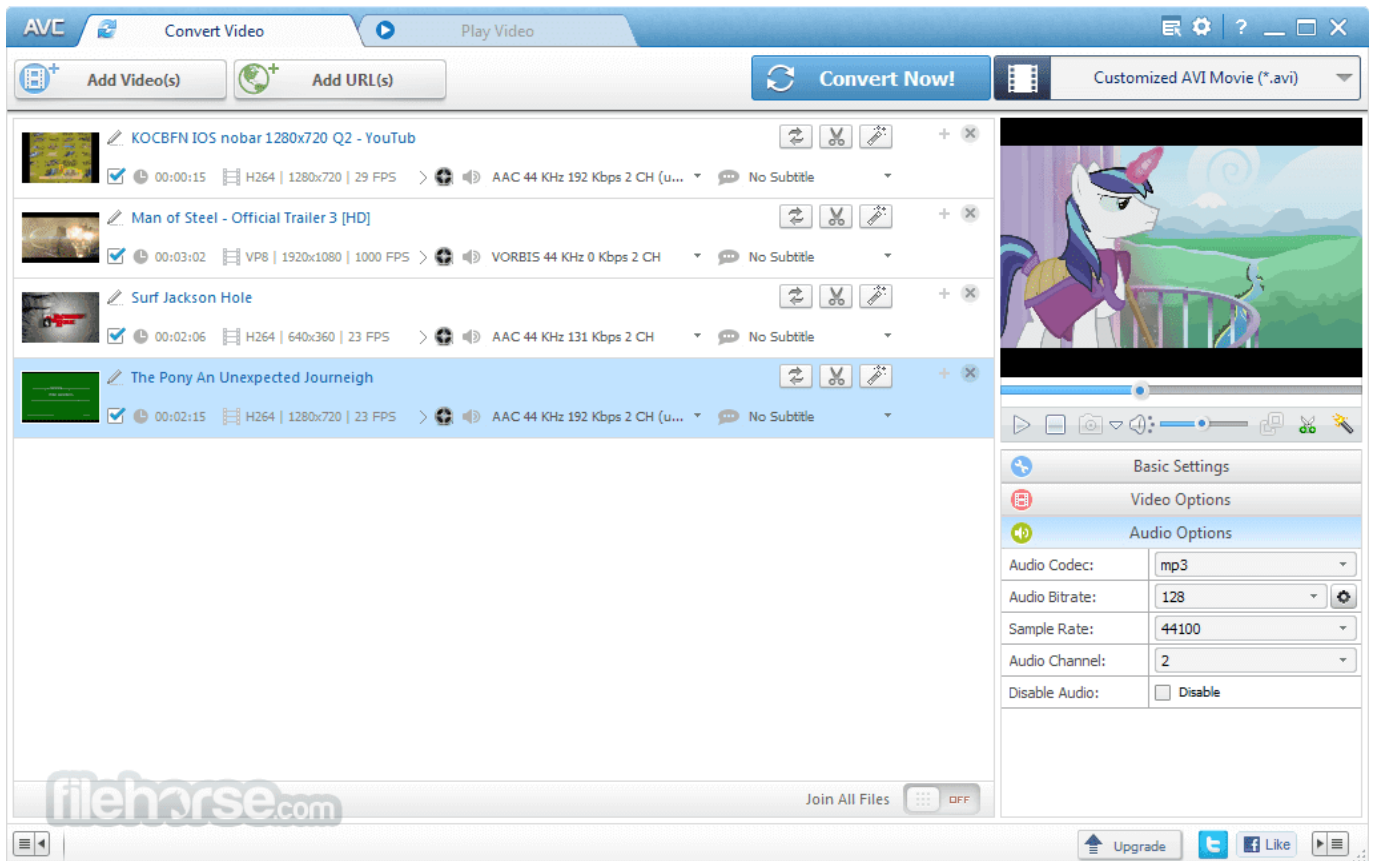 AVC Convert Video Play Video ?
Add Video(s) Add URL(s) Convert Now! Customized AVI Movie (*.avi)
KOCBFN IOS nobar 1280x720 Q2 - YouTub
00:00:15 H264 | 1280x720 | 29 FPS AAC 44 KHz 192 Kbps 2 CH (u... No Subtitle
Man of Steel - Official Trailer 3 [HD]
00:03:02 VP8 | 1920x1080 | 1000 FPS VORBIS 44 KHz 0 Kbps 2 CH No Subtitle
Surf Jackson Hole
00:02:06 H264 | 640x360 | 23 FPS AAC 44 KHz 131 Kbps 2 CH No Subtitle
The Pony An Unexpected Journeigh
00:02:15 H264 | 1280x720 | 23 FPS AAC 44 KHz 192 Kbps 2 CH (u... No Subtitle
Basic Settings
Video Options
Audio Options
Audio Codec: mp3
Audio Bitrate: 128
Sample Rate: 44100
Audio Channel: 2
Disable Audio: Disable
filehorse.com
Join All Files OFF
Upgrade t f Like